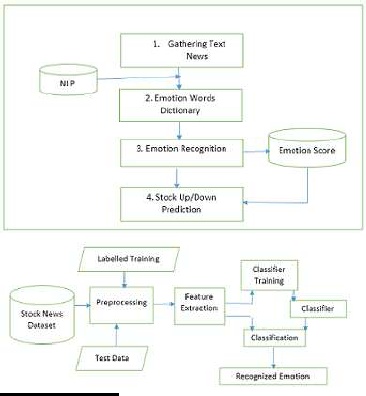 1. Gathering Text
News
NLP
2. Emotion Words
Dictionary
3. Emotion Recognition
Emotion Score
4. Stock Up/Down
Prediction
Labelled Training
Classifier
Training
Preprocessing
Feature
Extraction
Stock News
Dataset
Classifier
Classification
Test Data
Recognized Emotion